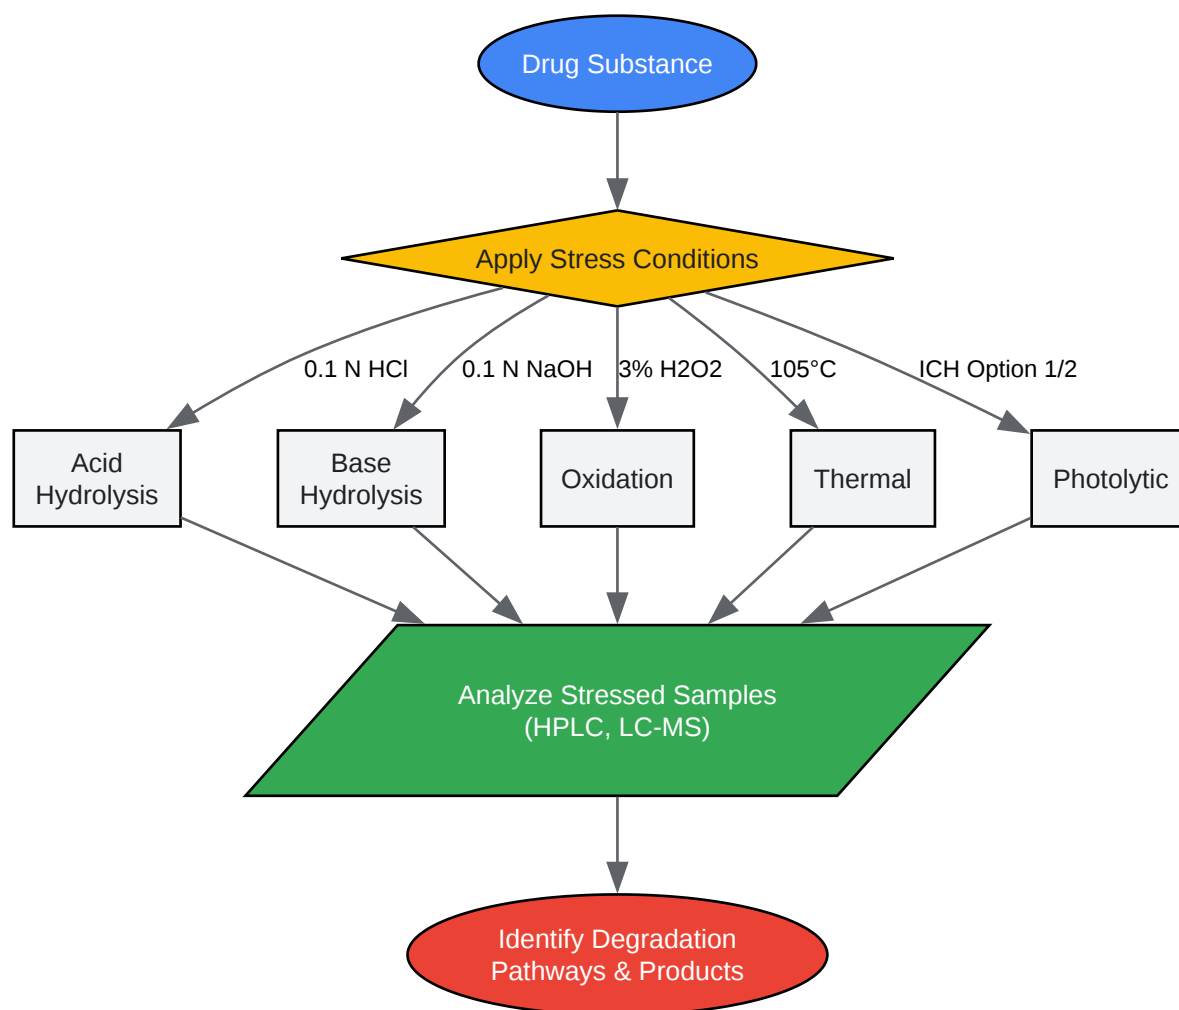 Drug Substance
Apply Stress Conditions
0.1 N HCl
0.1 N NaOH
3% H2O2
105°C
ICH Option 1/2
Acid
Hydrolysis
Base
Hydrolysis
Oxidation
Thermal
Photolytic
Analyze Stressed Samples
(HPLC, LC-MS)
Identify Degradation
Pathways & Products